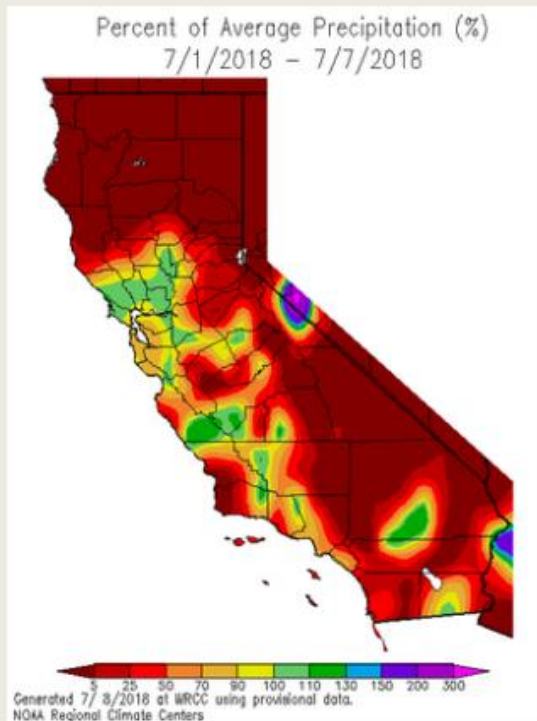 Percent of Average Precipitation (%)
7/1/2018 – 7/7/2018
5 25 50 70 90 100 110 130 150 200 300
Generated 7/ 8/2018 at WRCC using provisional data.
NOAA Regional Climate Centers